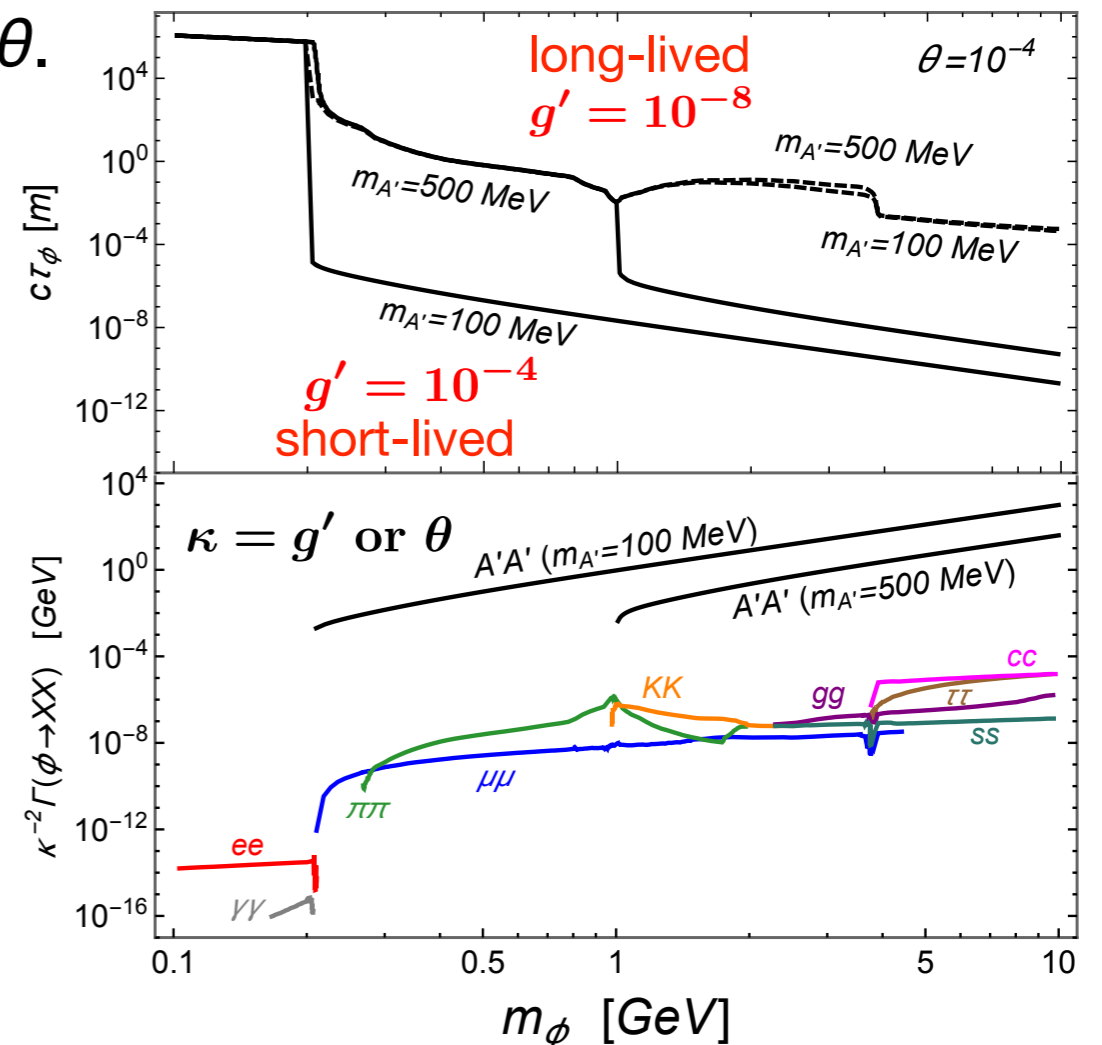 θ.
long-lived
g′ = 10⁻⁸
θ=10⁻⁴
m_A'=500 MeV
m_A'=500 MeV
m_A'=100 MeV
m_A'=100 MeV
g′ = 10⁻⁴
short-lived
cτ_ϕ [m]
10⁴
10⁰
10⁻⁴
10⁻⁸
10⁻¹²
κ = g′ or θ
A'A' (m_A'=100 MeV)
A'A' (m_A'=500 MeV)
cc
KK
gg
ττ
ss
μμ
ππ
ee
γγ
κ⁻²Γ(ϕ→XX) [GeV]
10⁴
10⁰
10⁻⁴
10⁻⁸
10⁻¹²
10⁻¹⁶
0.1 0.5 1 5 10
m_ϕ [GeV]